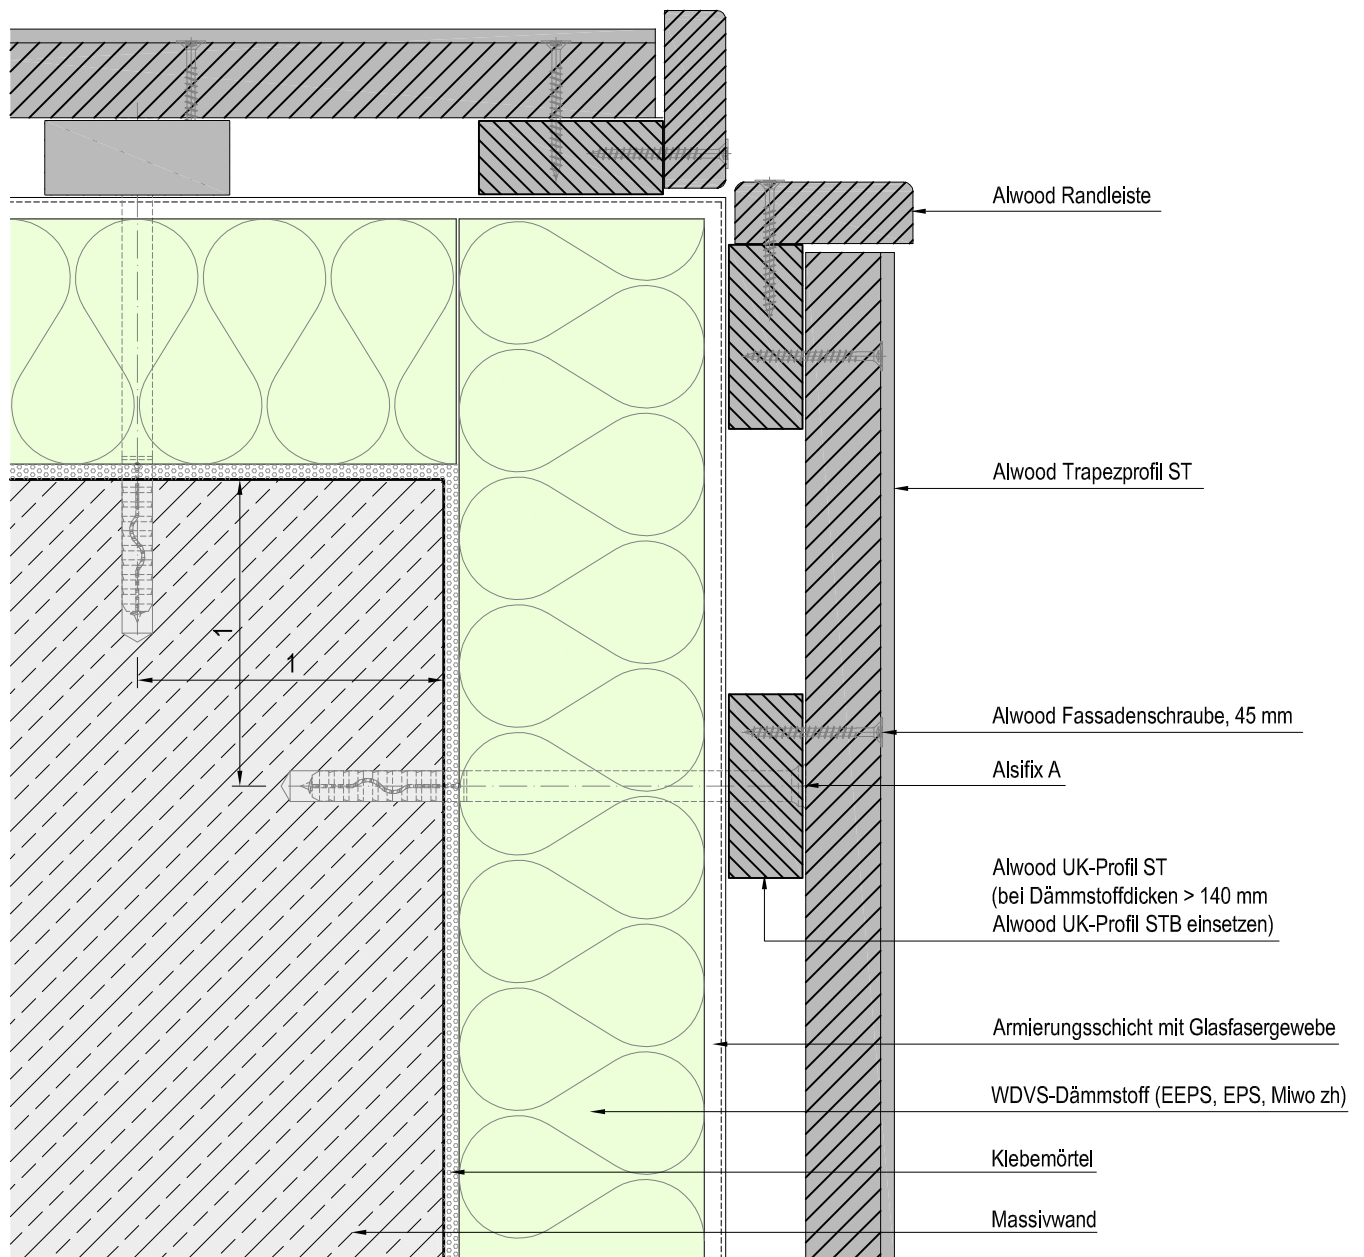 Alwood Randleiste
Alwood Trapezprofil ST
1
1
Alwood Fassadenschraube, 45 mm
Alsifix A
Alwood UK-Profil ST
(bei Dämmstoffdicken > 140 mm
Alwood UK-Profil STB einsetzen)
Armierungsschicht mit Glasfasergewebe
WDVS-Dämmstoff (EEPS, EPS, Miwo zh)
Klebemörtel
Massivwand